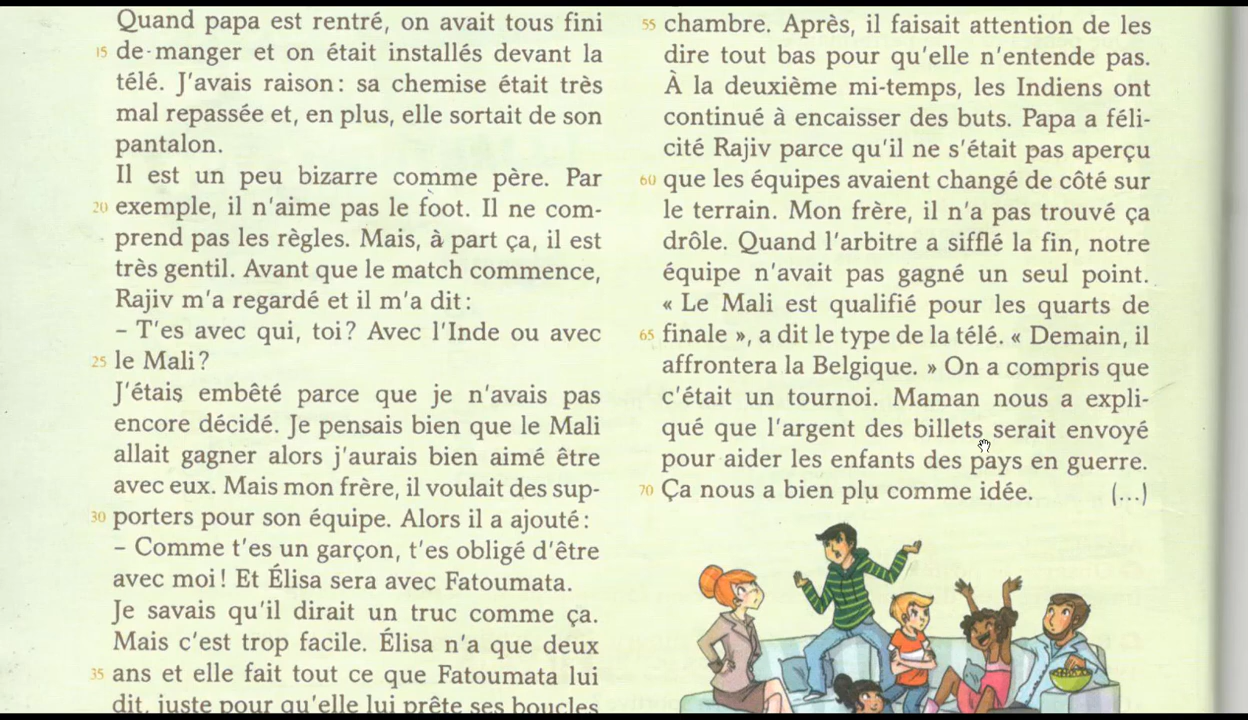 Quand papa est rentré, on avait tous fini
15 de manger et on était installés devant la
télé. J'avais raison : sa chemise était très
mal repassée et, en plus, elle sortait de son
pantalon.
Il est un peu bizarre comme père. Par
20 exemple, il n'aime pas le foot. Il ne com-
prend pas les règles. Mais, à part ça, il est
très gentil. Avant que le match commence,
Rajiv m'a regardé et il m'a dit :
– T'es avec qui, toi ? Avec l'Inde ou avec
25 le Mali ?
J'étais embêté parce que je n'avais pas
encore décidé. Je pensais bien que le Mali
allait gagner alors j'aurais bien aimé être
avec eux. Mais mon frère, il voulait des sup-
30 porters pour son équipe. Alors il a ajouté :
– Comme t'es un garçon, t'es obligé d'être
avec moi ! Et Élisa sera avec Fatoumata.
Je savais qu'il dirait un truc comme ça.
Mais c'est trop facile. Élisa n'a que deux
35 ans et elle fait tout ce que Fatoumata lui
dit, juste pour qu'elle lui prête ses boucles
55 chambre. Après, il faisait attention de les
dire tout bas pour qu'elle n'entende pas.
À la deuxième mi-temps, les Indiens ont
continué à encaisser des buts. Papa a féli-
cité Rajiv parce qu'il ne s'était pas aperçu
60 que les équipes avaient changé de côté sur
le terrain. Mon frère, il n'a pas trouvé ça
drôle. Quand l'arbitre a sifflé la fin, notre
équipe n'avait pas gagné un seul point.
« Le Mali est qualifié pour les quarts de
65 finale », a dit le type de la télé. « Demain, il
affrontera la Belgique. » On a compris que
c'était un tournoi. Maman nous a expli-
qué que l'argent des billets serait envoyé
pour aider les enfants des pays en guerre.
70 Ça nous a bien plu comme idée. (...)